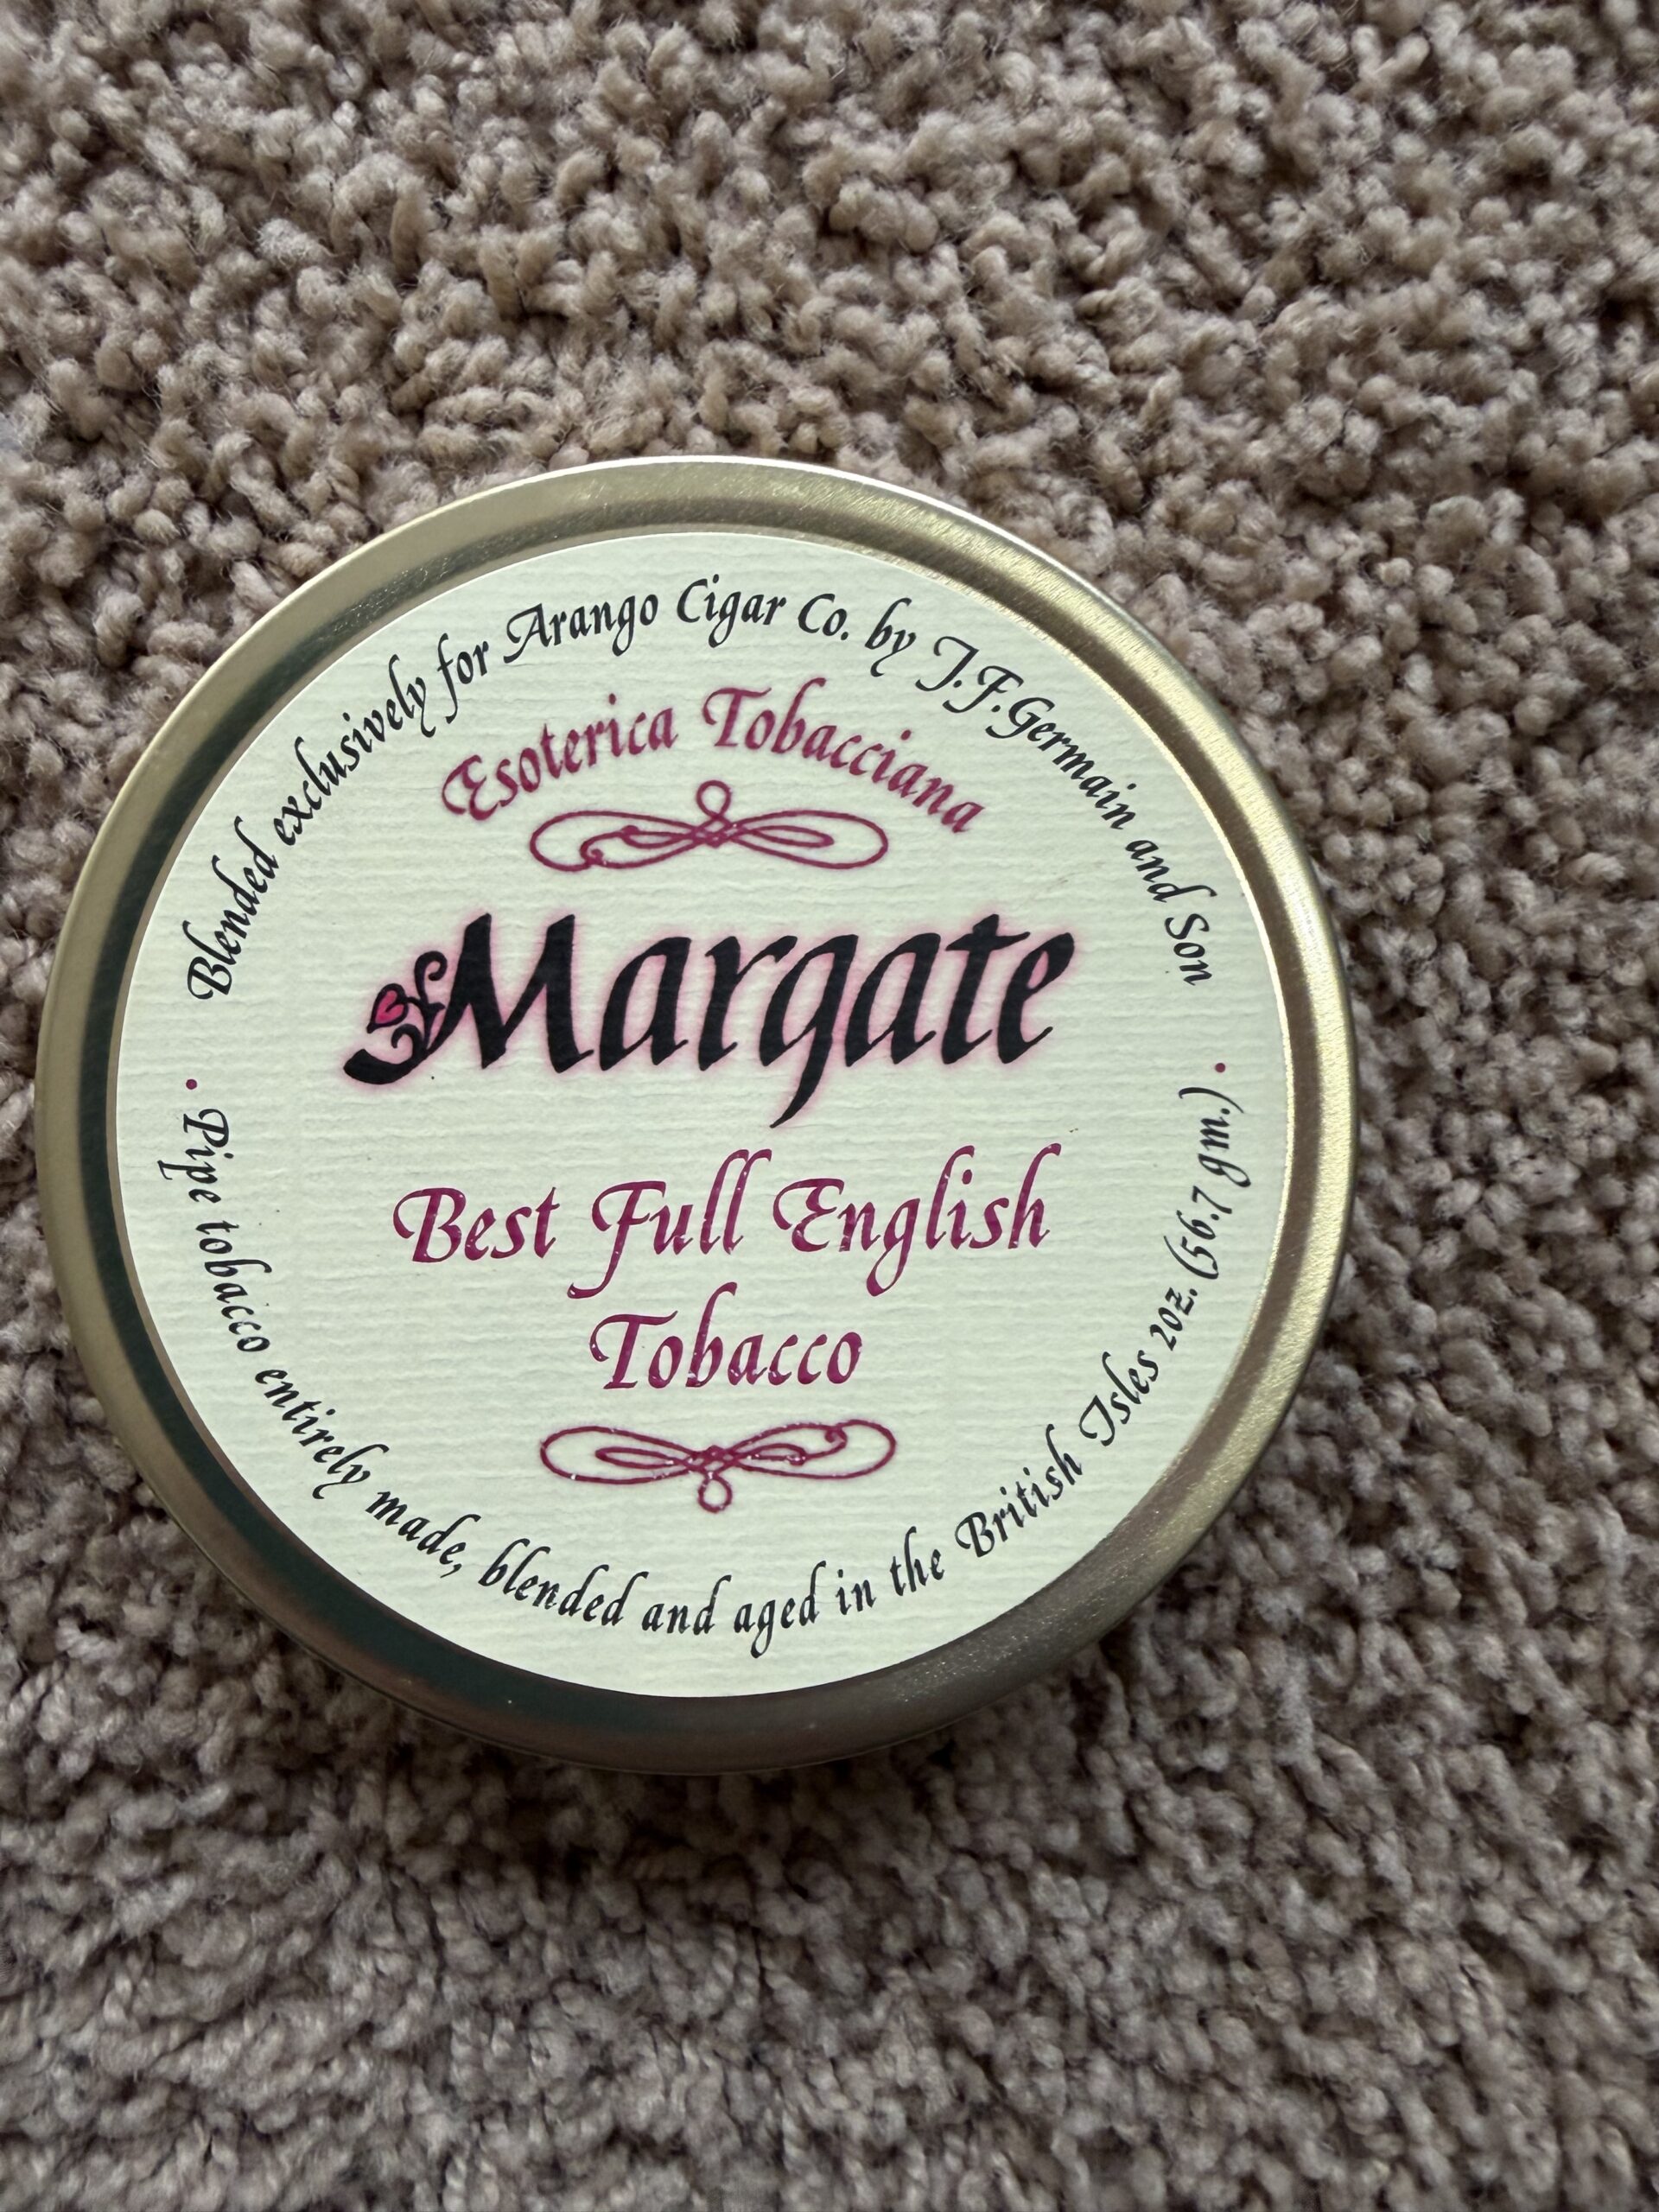 Blended exclusively for Arango Cigar Co. by J.F.Germain and Son
Esoterica Tobacciana
Margate
Best Full English
Tobacco
• Pipe tobacco entirely made, blended and aged in the British Isles 2oz. (56.7 gm.) •